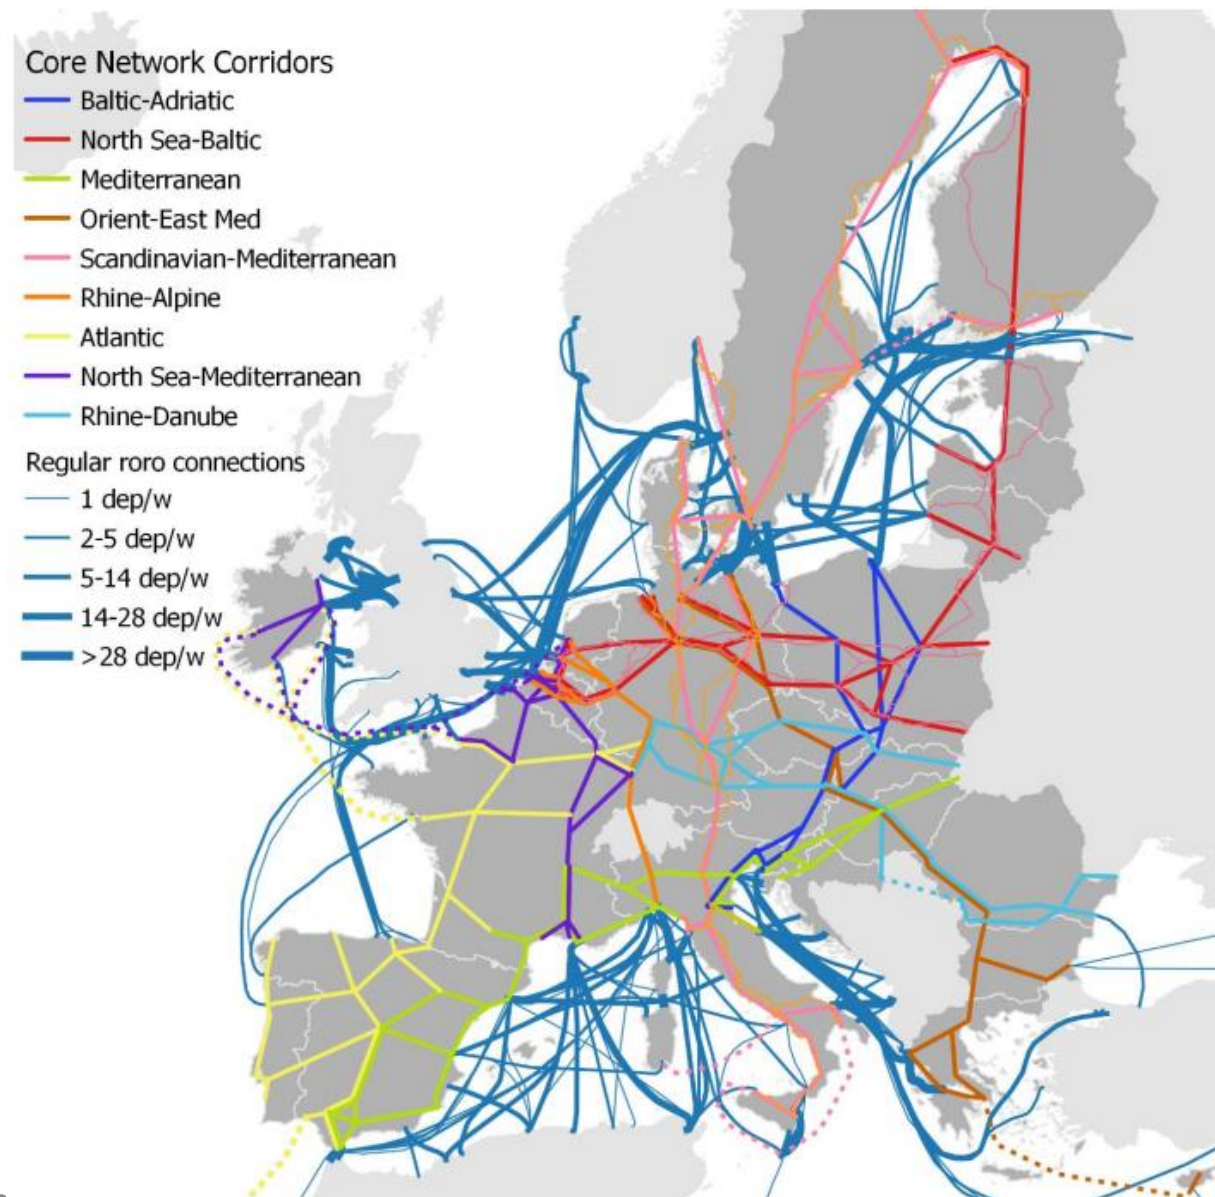 Core Network Corridors
Baltic-Adriatic
North Sea-Baltic
Mediterranean
Orient-East Med
Scandinavian-Mediterranean
Rhine-Alpine
Atlantic
North Sea-Mediterranean
Rhine-Danube
Regular roro connections
1 dep/w
2-5 dep/w
5-14 dep/w
14-28 dep/w
>28 dep/w